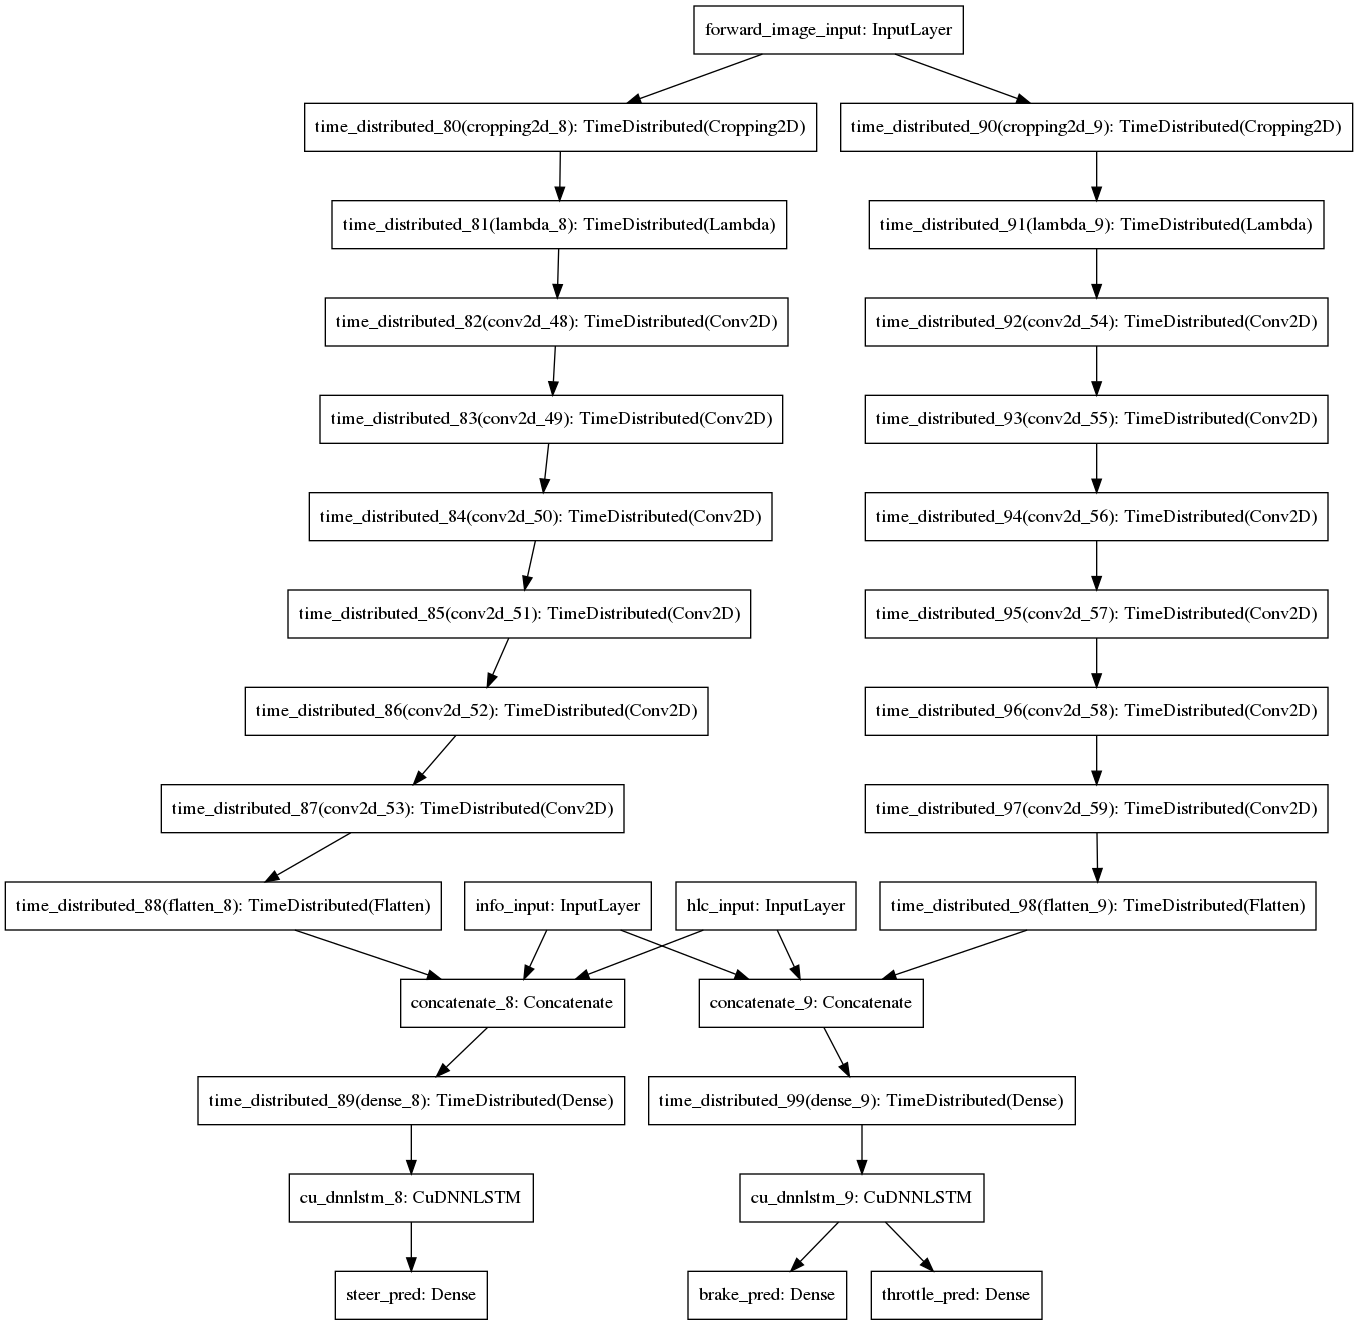 forward_image_input: InputLayer
time_distributed_80(cropping2d_8): TimeDistributed(Cropping2D)
time_distributed_90(cropping2d_9): TimeDistributed(Cropping2D)
time_distributed_81(lambda_8): TimeDistributed(Lambda)
time_distributed_91(lambda_9): TimeDistributed(Lambda)
time_distributed_82(conv2d_48): TimeDistributed(Conv2D)
time_distributed_92(conv2d_54): TimeDistributed(Conv2D)
time_distributed_83(conv2d_49): TimeDistributed(Conv2D)
time_distributed_93(conv2d_55): TimeDistributed(Conv2D)
time_distributed_84(conv2d_50): TimeDistributed(Conv2D)
time_distributed_94(conv2d_56): TimeDistributed(Conv2D)
time_distributed_85(conv2d_51): TimeDistributed(Conv2D)
time_distributed_95(conv2d_57): TimeDistributed(Conv2D)
time_distributed_86(conv2d_52): TimeDistributed(Conv2D)
time_distributed_96(conv2d_58): TimeDistributed(Conv2D)
time_distributed_87(conv2d_53): TimeDistributed(Conv2D)
time_distributed_97(conv2d_59): TimeDistributed(Conv2D)
time_distributed_88(flatten_8): TimeDistributed(Flatten)
info_input: InputLayer
hlc_input: InputLayer
time_distributed_98(flatten_9): TimeDistributed(Flatten)
concatenate_8: Concatenate
concatenate_9: Concatenate
time_distributed_89(dense_8): TimeDistributed(Dense)
time_distributed_99(dense_9): TimeDistributed(Dense)
cu_dnnlstm_8: CuDNNLSTM
cu_dnnlstm_9: CuDNNLSTM
steer_pred: Dense
brake_pred: Dense
throttle_pred: Dense